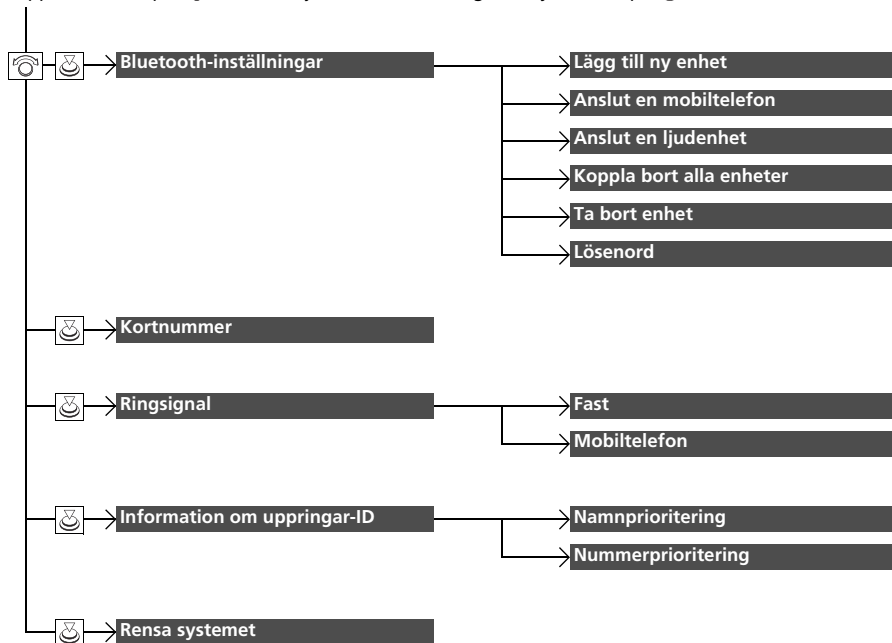 Bluetooth-inställningar
Lägg till ny enhet
Anslut en mobiltelefon
Anslut en ljudenhet
Koppla bort alla enheter
Ta bort enhet
Lösenord
Kortnummer
Ringsignal
Fast
Mobiltelefon
Information om uppringar-ID
Namnprioritering
Nummerprioritering
Rensa systemet